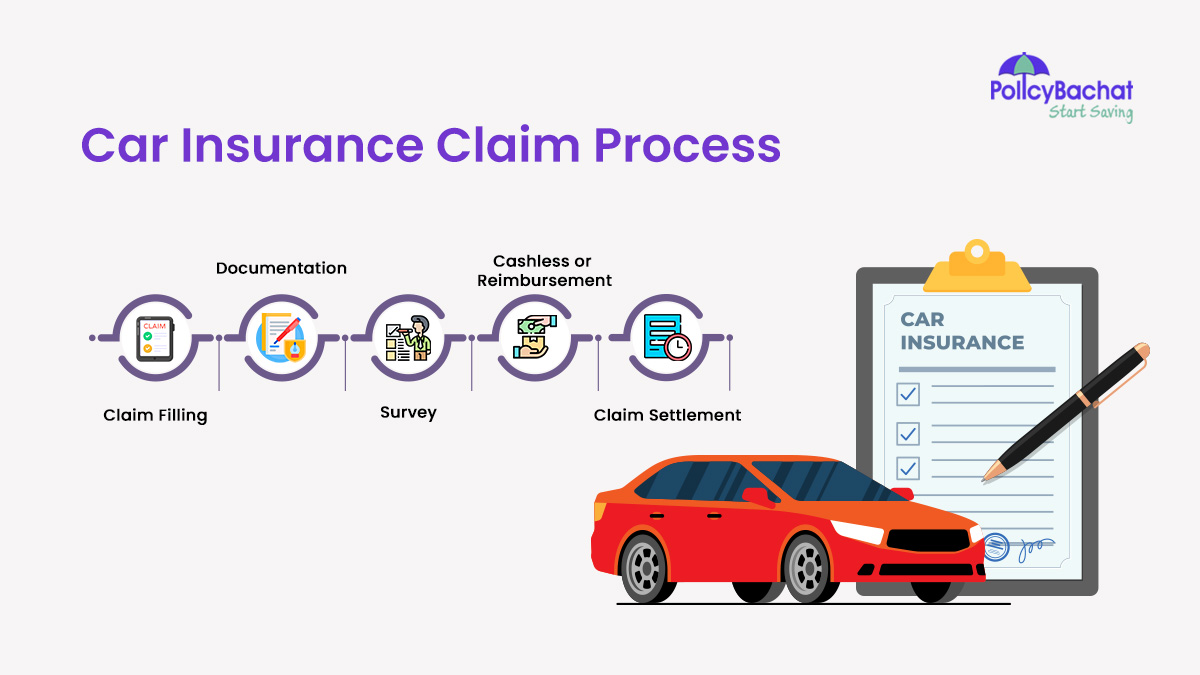 PolicyBachat
Start Saving
Car Insurance Claim Process
Documentation
Cashless or
Reimbursement
CLAIM
Claim Filling
Survey
Claim Settlement
CAR
INSURANCE